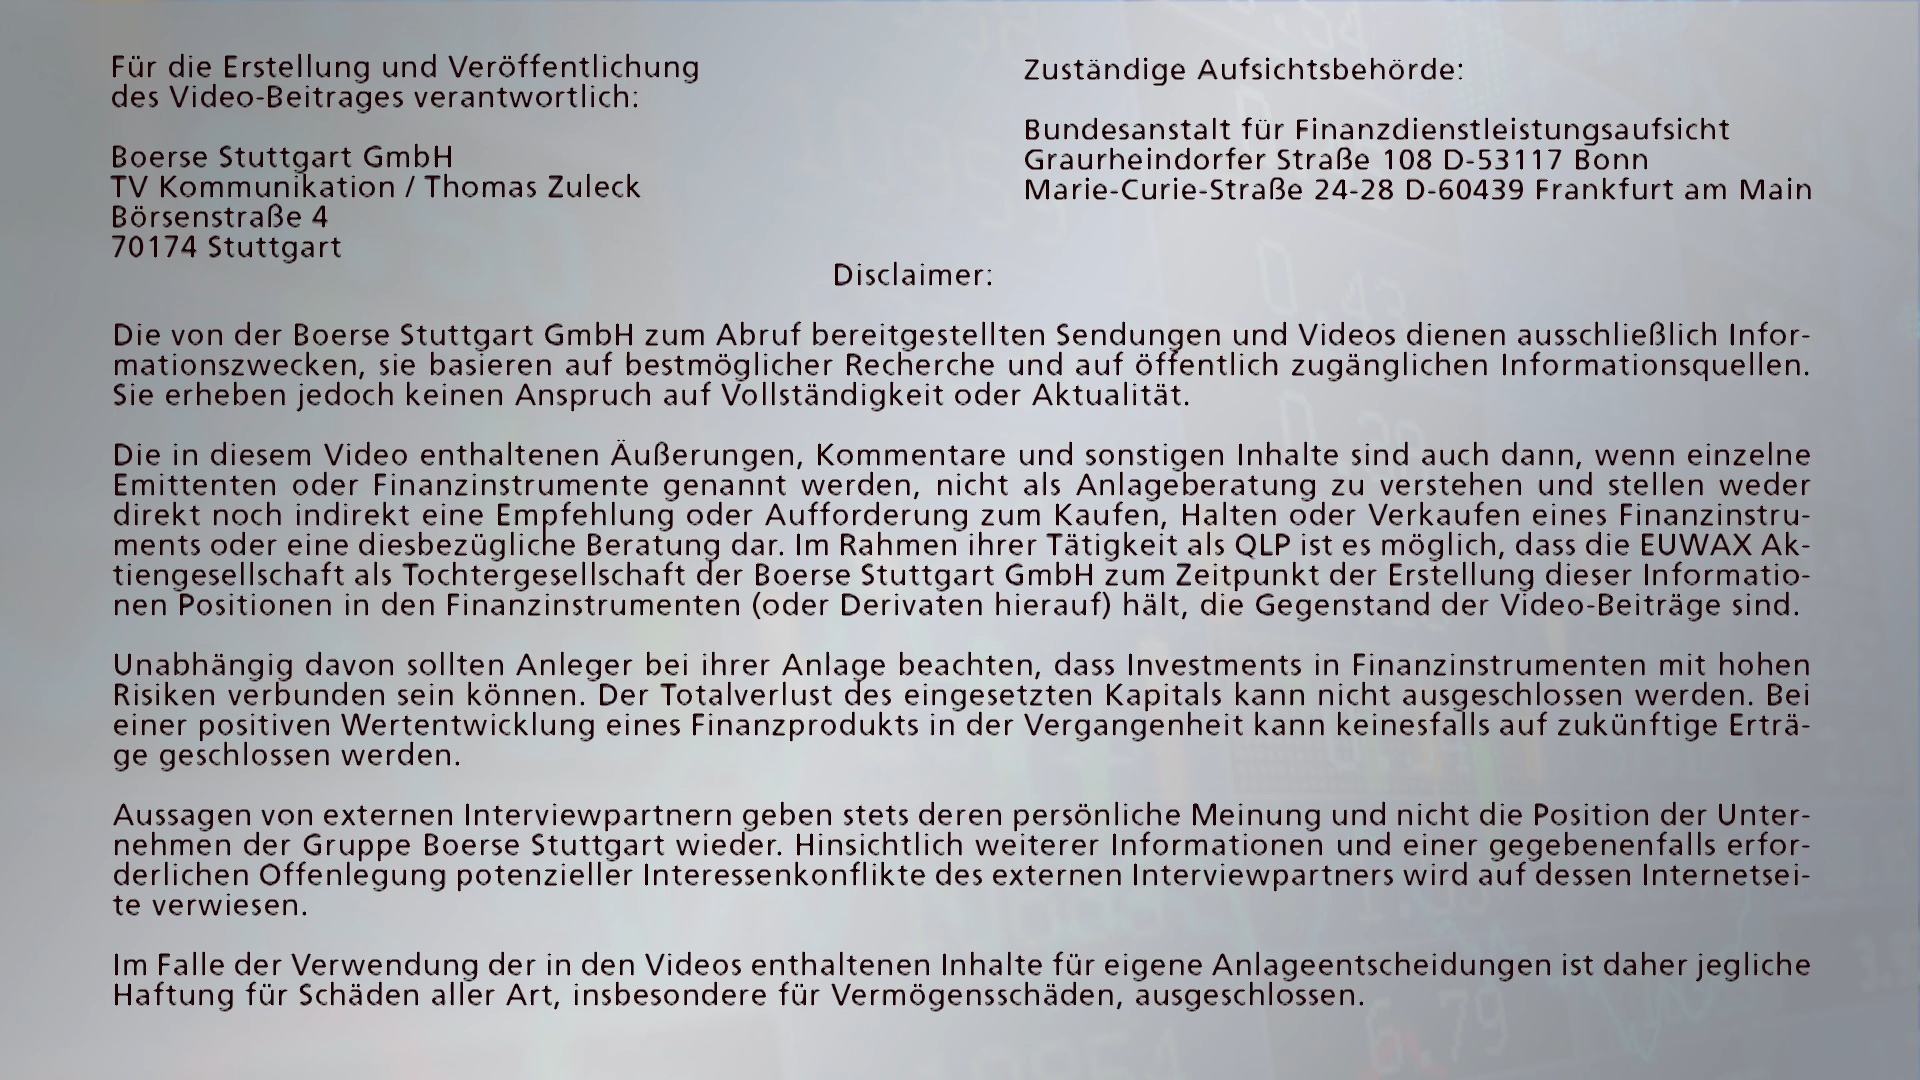 Für die Erstellung und Veröffentlichung
des Video-Beitrages verantwortlich:
Boerse Stuttgart GmbH
TV Kommunikation / Thomas Zuleck
Börsenstraße 4
70174 Stuttgart
Zuständige Aufsichtsbehörde:
Bundesanstalt für Finanzdienstleistungsaufsicht
Graurheindorfer Straße 108 D-53117 Bonn
Marie-Curie-Straße 24-28 D-60439 Frankfurt am Main
Disclaimer:
Die von der Boerse Stuttgart GmbH zum Abruf bereitgestellten Sendungen und Videos dienen ausschließlich Infor-
mationszwecken, sie basieren auf bestmöglicher Recherche und auf öffentlich zugänglichen Informationsquellen.
Sie erheben jedoch keinen Anspruch auf Vollständigkeit oder Aktualität.
Die in diesem Video enthaltenen Äußerungen, Kommentare und sonstigen Inhalte sind auch dann, wenn einzelne
Emittenten oder Finanzinstrumente genannt werden, nicht als Anlageberatung zu verstehen und stellen weder
direkt noch indirekt eine Empfehlung oder Aufforderung zum Kaufen, Halten oder Verkaufen eines Finanzinstru-
ments oder eine diesbezügliche Beratung dar. Im Rahmen ihrer Tätigkeit als QLP ist es möglich, dass die EUWAX Ak-
tiengesellschaft als Tochtergesellschaft der Boerse Stuttgart GmbH zum Zeitpunkt der Erstellung dieser Informatio-
nen Positionen in den Finanzinstrumenten (oder Derivaten hierauf) hält, die Gegenstand der Video-Beiträge sind.
Unabhängig davon sollten Anleger bei ihrer Anlage beachten, dass Investments in Finanzinstrumenten mit hohen
Risiken verbunden sein können. Der Totalverlust des eingesetzten Kapitals kann nicht ausgeschlossen werden. Bei
einer positiven Wertentwicklung eines Finanzprodukts in der Vergangenheit kann keinesfalls auf zukünftige Erträ-
ge geschlossen werden.
Aussagen von externen Interviewpartnern geben stets deren persönliche Meinung und nicht die Position der Unter-
nehmen der Gruppe Boerse Stuttgart wieder. Hinsichtlich weiterer Informationen und einer gegebenenfalls erfor-
derlichen Offenlegung potenzieller Interessenkonflikte des externen Interviewpartners wird auf dessen Internetsei-
te verwiesen.
Im Falle der Verwendung der in den Videos enthaltenen Inhalte für eigene Anlageentscheidungen ist daher jegliche
Haftung für Schäden aller Art, insbesondere für Vermögensschäden, ausgeschlossen.